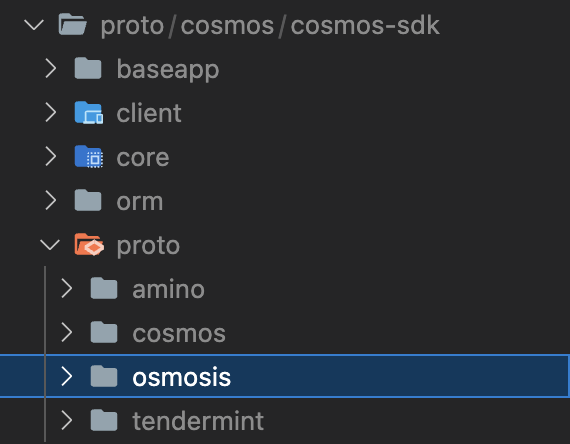 proto/cosmos/cosmos-sdk
baseapp
client
core
orm
proto
amino
cosmos
osmosis
tendermint